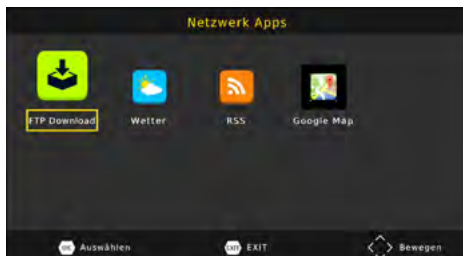 Netzwerk Apps
FTP Download Wetter RSS Google Map
OK Auswählen EXIT EXIT Bewegen